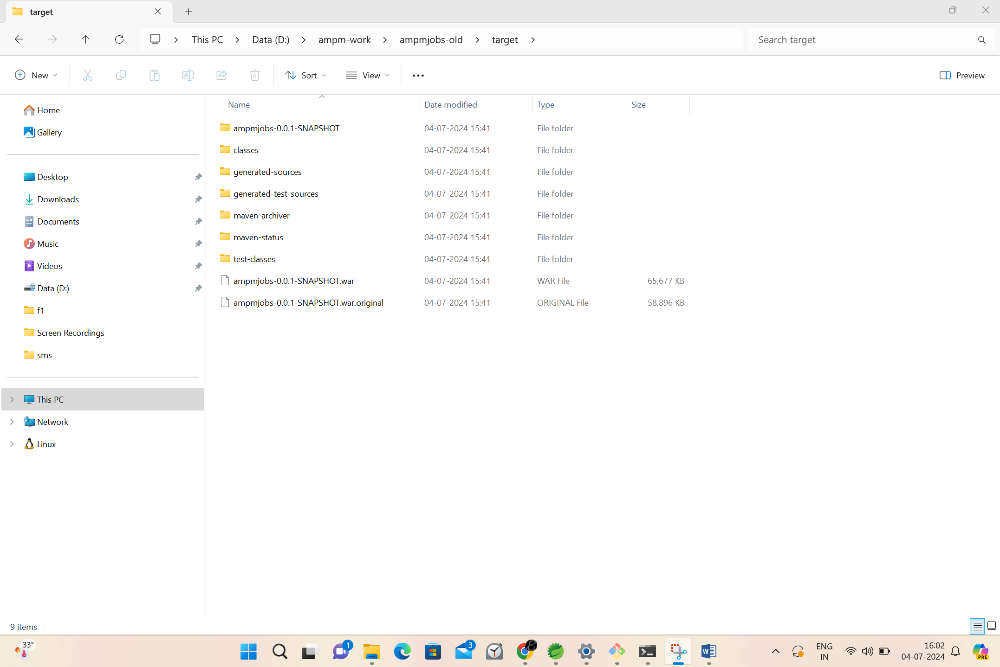 target
This PC
Data (D:)
ampm-work
ampmjobs-old
target
Search target
New
Sort
View
Preview
Home
Gallery
Desktop
Downloads
Documents
Music
Videos
Data (D:)
f1
Screen Recordings
sms
This PC
Network
Linux
Name Date modified Type Size
ampmjobs-0.0.1-SNAPSHOT 04-07-2024 15:41 File folder
classes 04-07-2024 15:41 File folder
generated-sources 04-07-2024 15:41 File folder
generated-test-sources 04-07-2024 15:41 File folder
maven-archiver 04-07-2024 15:41 File folder
maven-status 04-07-2024 15:41 File folder
test-classes 04-07-2024 15:41 File folder
ampmjobs-0.0.1-SNAPSHOT.war 04-07-2024 15:41 WAR File 65,677 KB
ampmjobs-0.0.1-SNAPSHOT.war.original 04-07-2024 15:41 ORIGINAL File 58,896 KB
9 items
33°
1
3
W
PRE
ENG
IN
16:02
04-07-2024